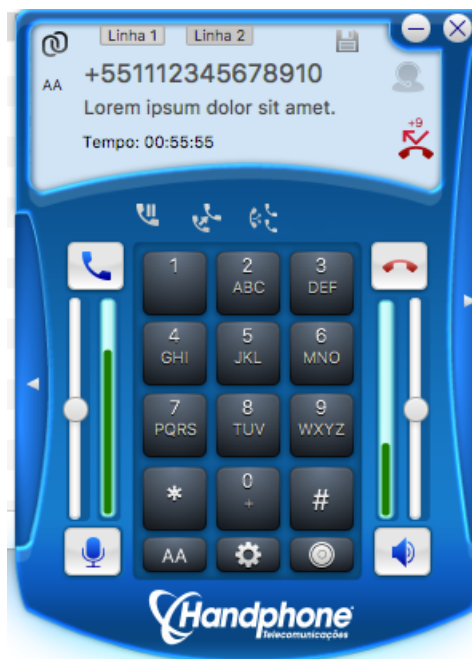 Linha 1 Linha 2
AA +551112345678910
Lorem ipsum dolor sit amet.
Tempo: 00:55:55
+9
1 2 3
ABC DEF
4 5 6
GHI JKL MNO
7 8 9
PQRS TUV WXYZ
* 0 #
+
AA
Handphone
Telecomunicações